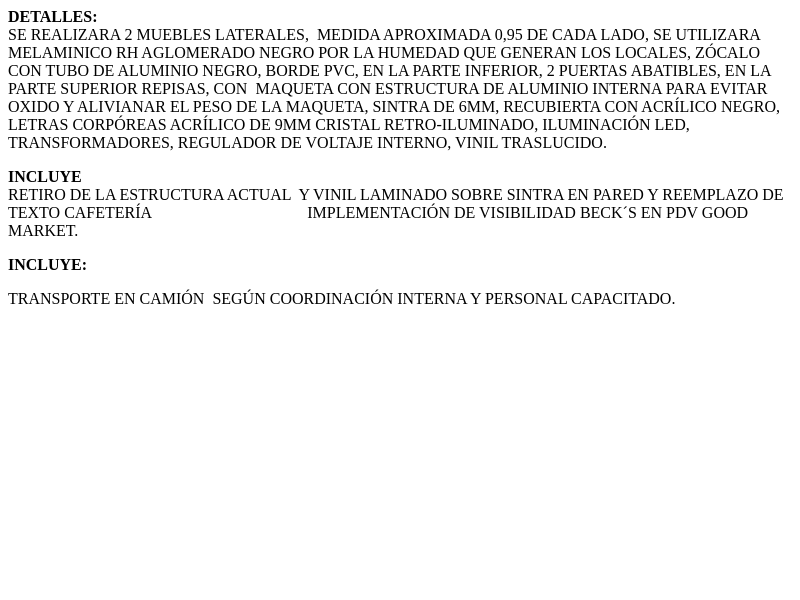 DETALLES:
SE REALIZARA 2 MUEBLES LATERALES,  MEDIDA APROXIMADA 0,95 DE CADA LADO, SE UTILIZARA
MELAMINICO RH AGLOMERADO NEGRO POR LA HUMEDAD QUE GENERAN LOS LOCALES, ZÓCALO
CON TUBO DE ALUMINIO NEGRO, BORDE PVC, EN LA PARTE INFERIOR, 2 PUERTAS ABATIBLES, EN LA
PARTE SUPERIOR REPISAS, CON  MAQUETA CON ESTRUCTURA DE ALUMINIO INTERNA PARA EVITAR
OXIDO Y ALIVIANAR EL PESO DE LA MAQUETA, SINTRA DE 6MM, RECUBIERTA CON ACRÍLICO NEGRO,
LETRAS CORPÓREAS ACRÍLICO DE 9MM CRISTAL RETRO-ILUMINADO, ILUMINACIÓN LED,
TRANSFORMADORES, REGULADOR DE VOLTAJE INTERNO, VINIL TRASLUCIDO.
INCLUYE
RETIRO DE LA ESTRUCTURA ACTUAL  Y VINIL LAMINADO SOBRE SINTRA EN PARED Y REEMPLAZO DE
TEXTO CAFETERÍA IMPLEMENTACIÓN DE VISIBILIDAD BECK´S EN PDV GOOD
MARKET.
INCLUYE:
TRANSPORTE EN CAMIÓN  SEGÚN COORDINACIÓN INTERNA Y PERSONAL CAPACITADO.